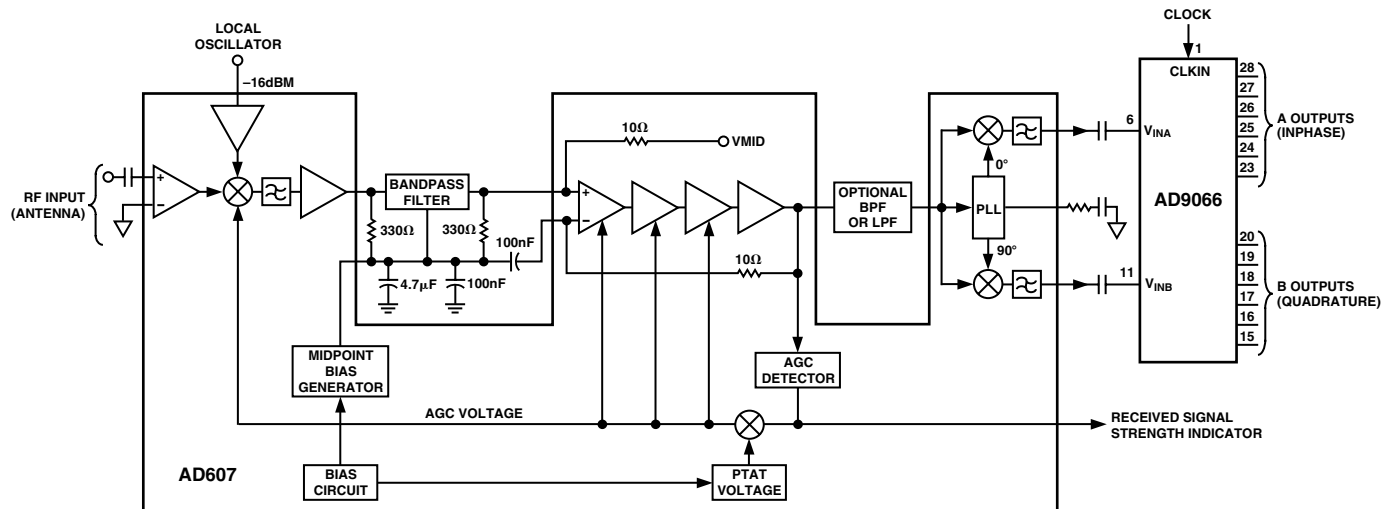 CLOCK
LOCAL
OSCILLATOR
–16dBM
1
CLKIN
28
27
26
25
24
23
A OUTPUTS
(INPHASE)
RF INPUT
(ANTENNA)
+
–
BANDPASS
FILTER
330Ω
330Ω
4.7μF
100nF
100nF
10Ω
VMID
+
–
10Ω
OPTIONAL
BPF
OR LPF
0°
PLL
90°
6
VINA
11
VINB
AD9066
20
19
18
17
16
15
B OUTPUTS
(QUADRATURE)
MIDPOINT
BIAS
GENERATOR
AGC
DETECTOR
AGC VOLTAGE
RECEIVED SIGNAL
STRENGTH INDICATOR
AD607
BIAS
CIRCUIT
PTAT
VOLTAGE